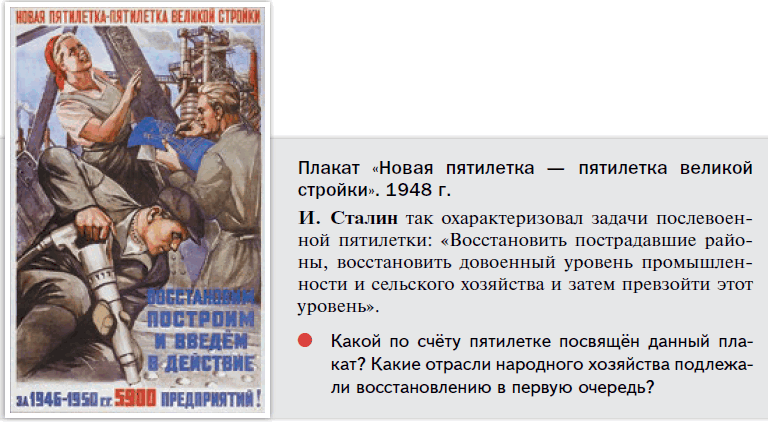 НОВАЯ ПЯТИЛЕТКА-ПЯТИЛЕТКА ВЕЛИКОЙ СТРОЙКИ
ВОССТАНОВИМ
ПОСТРОИМ
И ВВЕДЁМ
В ДЕЙСТВИЕ
ЗА 1946-1950 Г.Г. 5900 ПРЕДПРИЯТИЙ!
Плакат «Новая пятилетка — пятилетка великой
стройки». 1948 г.
И. Сталин так охарактеризовал задачи послевоен-
ной пятилетки: «Восстановить пострадавшие райо-
ны, восстановить довоенный уровень промышлен-
ности и сельского хозяйства и затем превзойти этот
уровень».
Какой по счёту пятилетке посвящён данный пла-
кат? Какие отрасли народного хозяйства подлежа-
ли восстановлению в первую очередь?